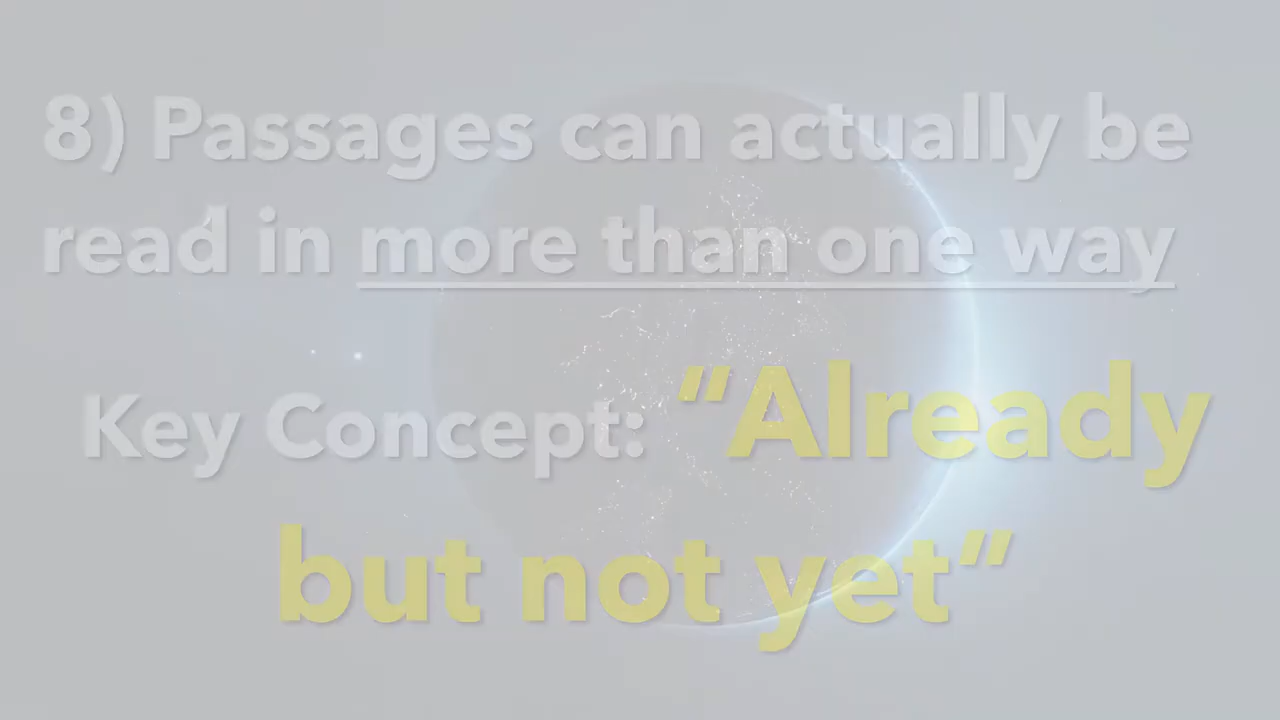 8) Passages can actually be
read in more than one way
Key Concept: “Already
but not yet”